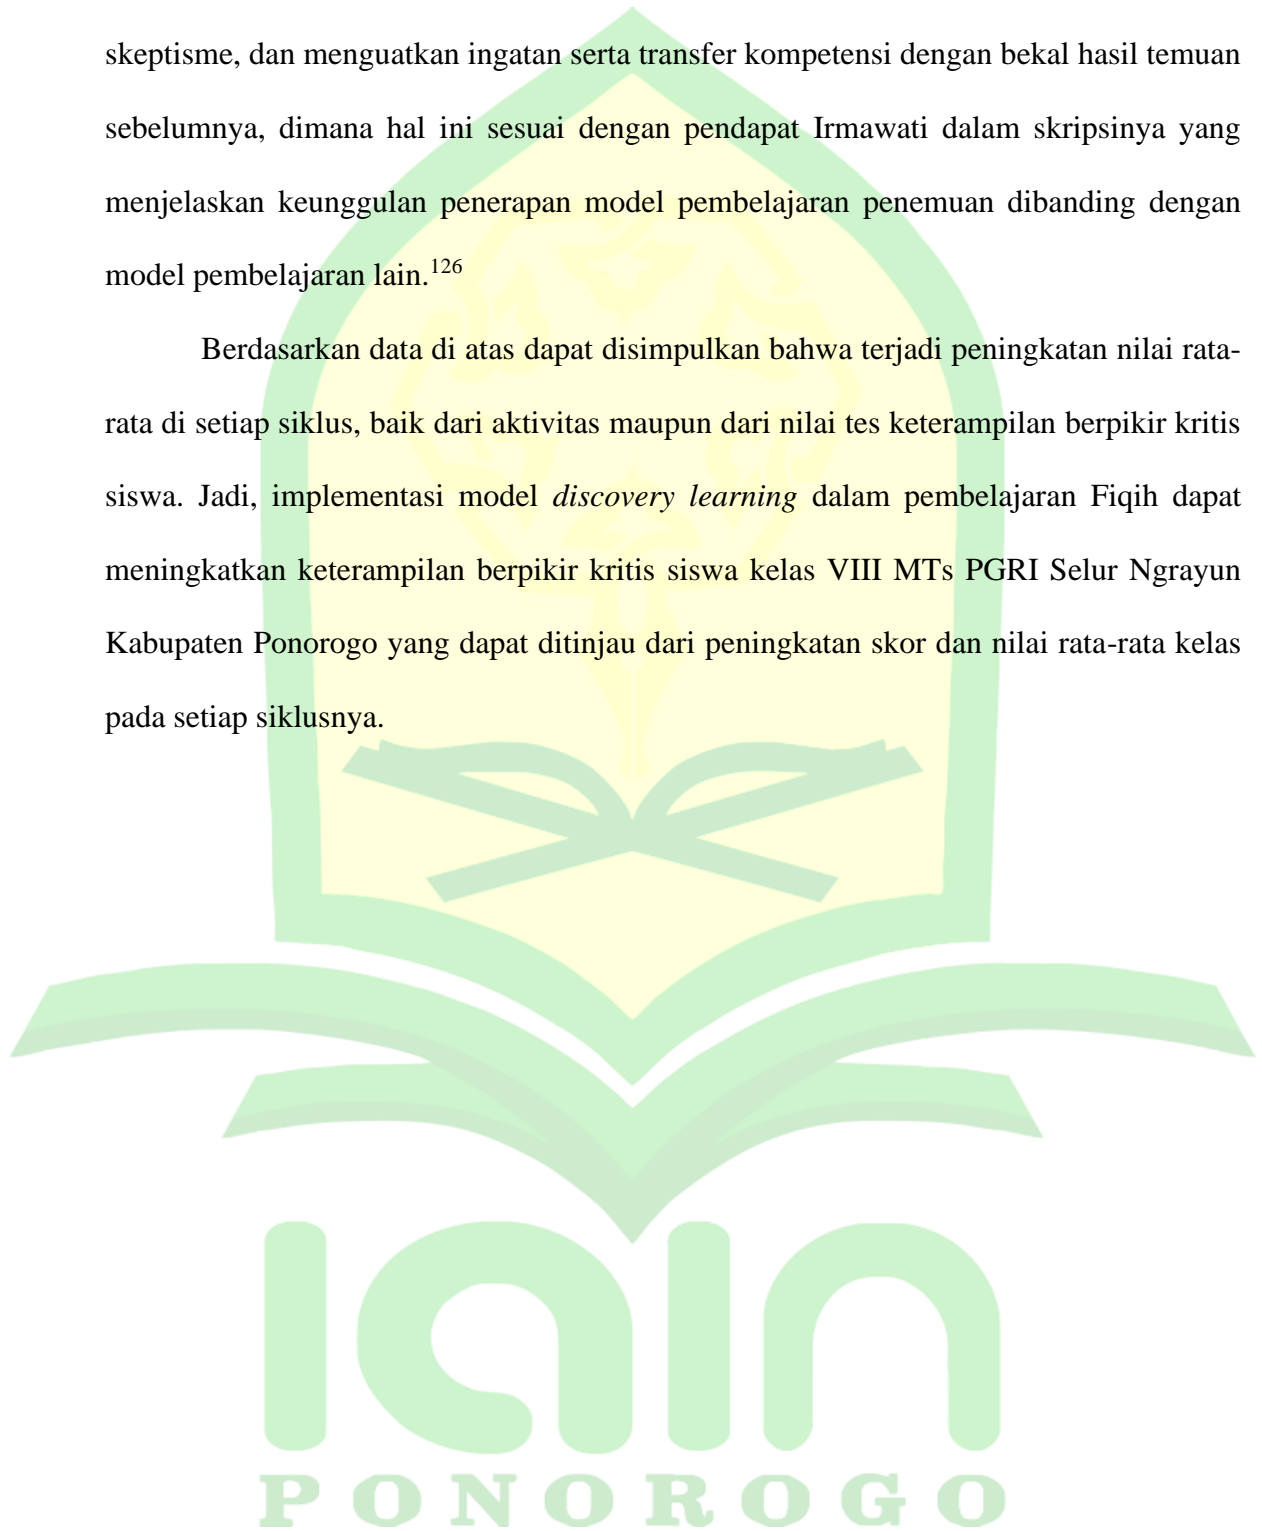 skeptisme, dan menguatkan ingatan serta transfer kompetensi dengan bekal hasil temuan
sebelumnya, dimana hal ini sesuai dengan pendapat Irmawati dalam skripsinya yang
menjelaskan keunggulan penerapan model pembelajaran penemuan dibanding dengan
model pembelajaran lain.126
Berdasarkan data di atas dapat disimpulkan bahwa terjadi peningkatan nilai rata-
rata di setiap siklus, baik dari aktivitas maupun dari nilai tes keterampilan berpikir kritis
siswa. Jadi, implementasi model discovery learning dalam pembelajaran Fiqih dapat
meningkatkan keterampilan berpikir kritis siswa kelas VIII MTs PGRI Selur Ngrayun
Kabupaten Ponorogo yang dapat ditinjau dari peningkatan skor dan nilai rata-rata kelas
pada setiap siklusnya.
iain
PONOROGO